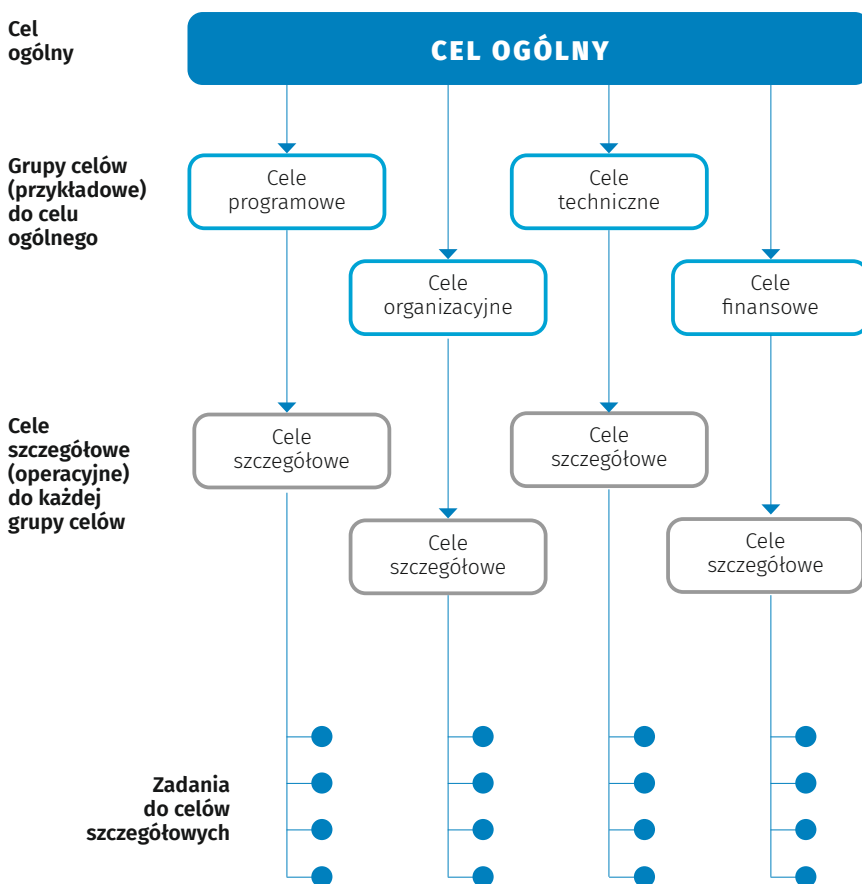 Cel
ogólny
CEL OGÓLNY
Grupy celów
(przykładowe)
do celu
ogólnego
Cele
programowe
Cele
techniczne
Cele
organizacyjne
Cele
finansowe
Cele
szczegółowe
(operacyjne)
do każdej
grupy celów
Cele
szczegółowe
Cele
szczegółowe
Cele
szczegółowe
Cele
szczegółowe
Zadania
do celów
szczegółowych